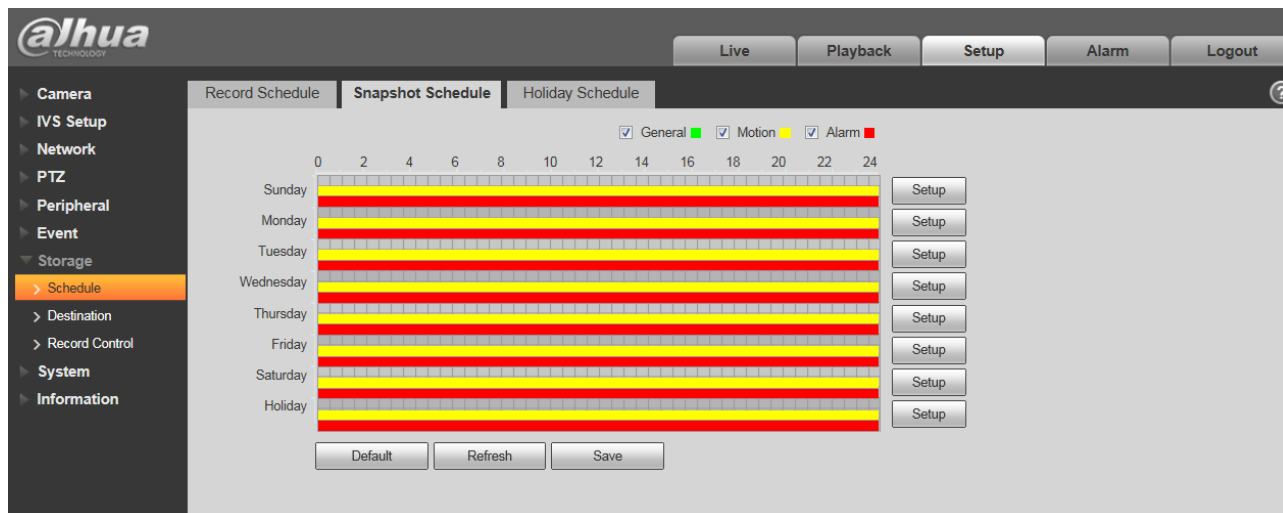 alhua
TECHNOLOGY
Live Playback Setup Alarm Logout
Camera
IVS Setup
Network
PTZ
Peripheral
Event
Storage
Schedule
Destination
Record Control
System
Information
Record Schedule Snapshot Schedule Holiday Schedule ?
General Motion Alarm
0 2 4 6 8 10 12 14 16 18 20 22 24
Sunday Setup
Monday Setup
Tuesday Setup
Wednesday Setup
Thursday Setup
Friday Setup
Saturday Setup
Holiday Setup
Default Refresh Save